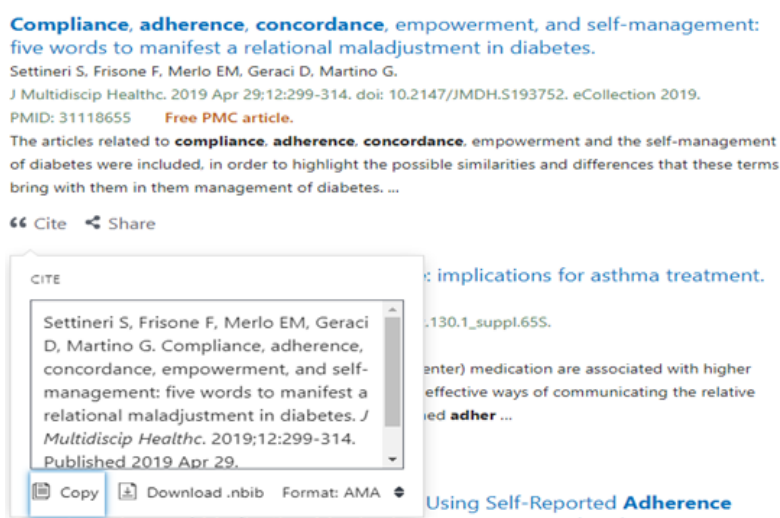 Compliance, adherence, concordance, empowerment, and self-management:
five words to manifest a relational maladjustment in diabetes.
Settineri S, Frisone F, Merlo EM, Geraci D, Martino G.
J Multidiscip Healthc. 2019 Apr 29;12:299-314. doi: 10.2147/JMDH.S193752. eCollection 2019.
PMID: 31118655 Free PMC article.
The articles related to compliance, adherence, concordance, empowerment and the self-management
of diabetes were included, in order to highlight the possible similarities and differences that these terms
bring with them in them management of diabetes. ...
Cite Share
CITE
Settineri S, Frisone F, Merlo EM, Geraci
D, Martino G. Compliance, adherence,
concordance, empowerment, and self-
management: five words to manifest a
relational maladjustment in diabetes. J
Multidiscip Healthc. 2019;12:299-314.
Published 2019 Apr 29.
Copy Download .nbib Format: AMA
: implications for asthma treatment.
.130.1_suppl.65S.
enter) medication are associated with higher
effective ways of communicating the relative
ed adher ...
Using Self-Reported Adherence